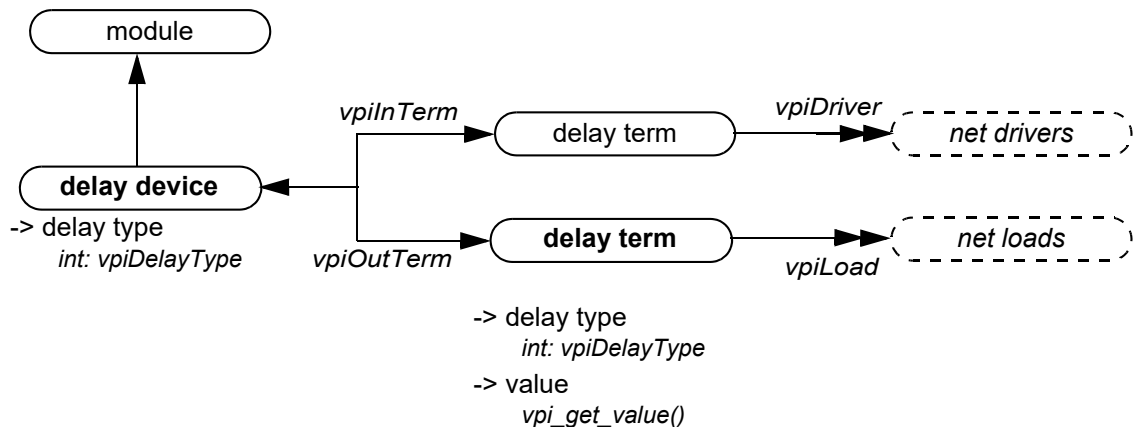 module
vpiInTerm
delay term
vpiDriver
net drivers
delay device
-> delay type
int: vpiDelayType
vpiOutTerm
delay term
vpiLoad
net loads
-> delay type
int: vpiDelayType
-> value
vpi_get_value()